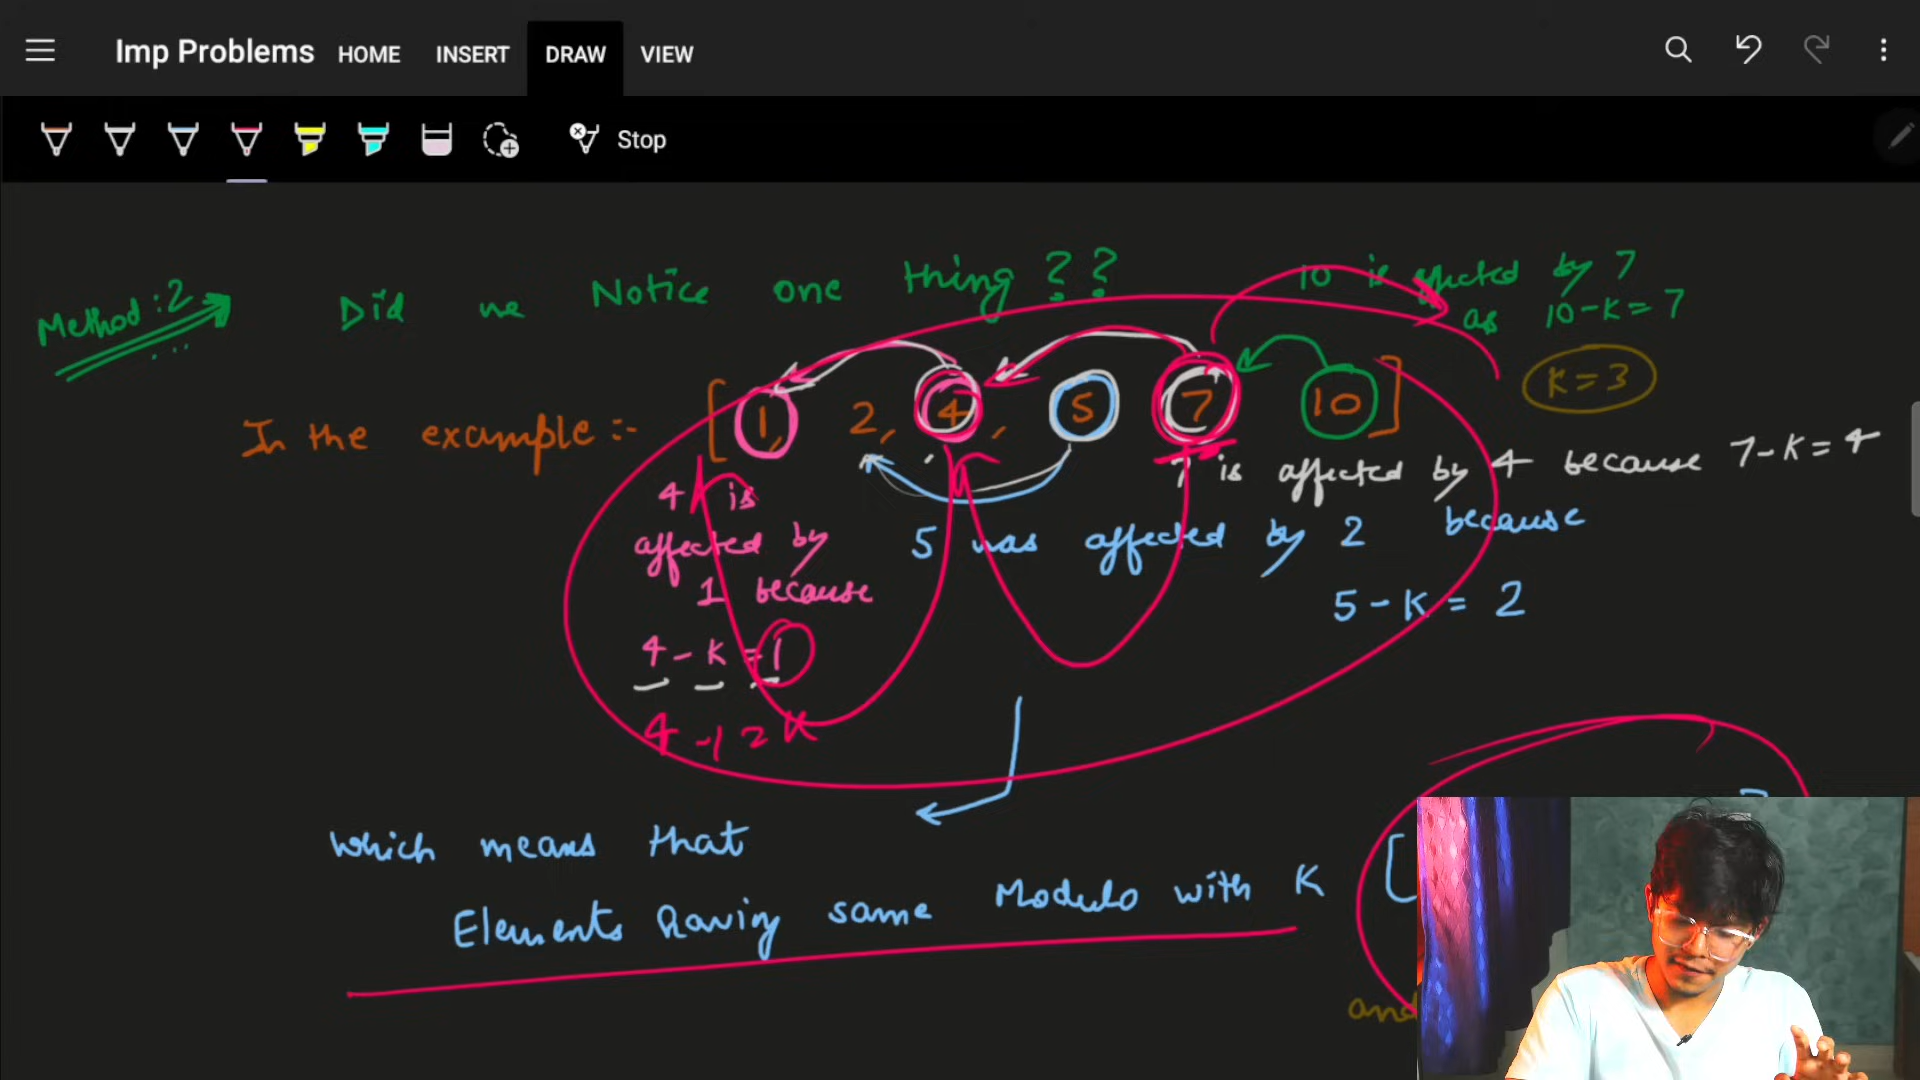 Imp Problems HOME INSERT DRAW VIEW
Stop
Method:2
Did we Notice one thing ??
10 is affected by 7
as 10-K=7
K=3
In the example:- [1, 2, 4, 5 7 10]
7 is affected by 4 because 7-K=4
4 is
affected by
1 because
4-K=1
4-1=K
5 was affected by 2 because
5-K=2
which means that
Elements Having same Modulo with K [
and